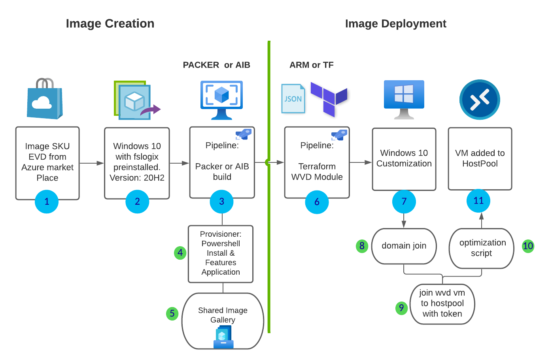 Image Creation
Image Deployment
PACKER or AIB
ARM or TF
JSON
Image SKU
EVD from
Azure market
Place
1
Windows 10
with fslogix
preinstalled.
Version: 20H2
2
Pipeline:
Packer or AIB
build
3
Pipeline:
Terraform
WVD Module
6
Windows 10
Customization
7
VM added to
HostPool
11
4
Provisioner:
Powershell
Install &
Features
Application
5
Shared Image
Gallery
8
domain join
9
join wvd vm
to hostpool
with token
optimization
script
10